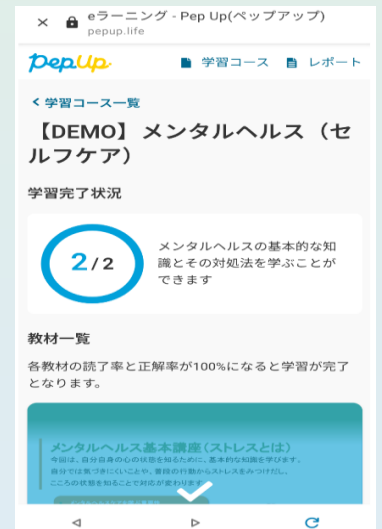 eラーニング - Pep Up(ペップアップ)
pepup.life
PepUp
学習コース レポート
学習コース一覧
【DEMO】メンタルヘルス（セ
ルフケア）
学習完了状況
2/2
メンタルヘルスの基本的な知
識とその対処法を学ぶことが
できます
教材一覧
各教材の読了率と正解率が100%になると学習が完了
となります。
メンタルヘルス基本講座（ストレスとは）
今回は、自分自身の心の状態を知るために、基本的な知識を学びます。
自分では気づきにくいことや、普段の行動からストレスをみつけだし、
こころの状態を知ることで対応が変わります